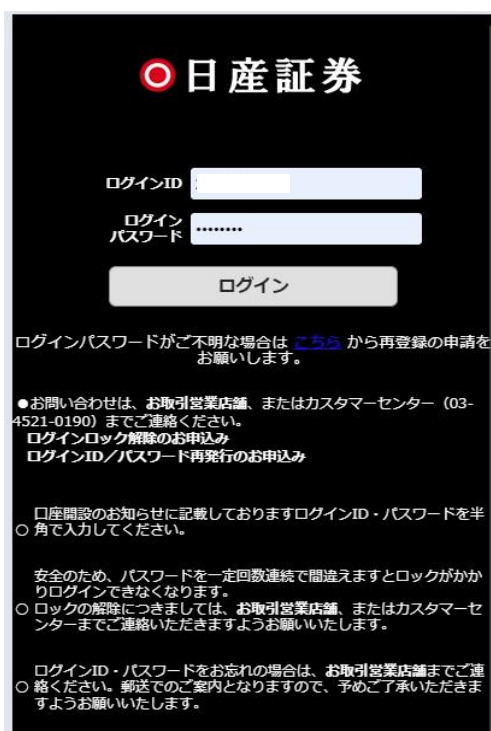 日産証券
ログインID
ログイン
パスワード
••••••••
ログイン
ログインパスワードがご不明な場合は こちら から再登録の申請を
お願いします。
●お問い合わせは、お取引営業店舗、またはカスタマーセンター（03-
4521-0190）までご連絡ください。
ログインロック解除のお申込み
ログインID／パスワード再発行のお申込み
口座開設のお知らせに記載しておりますログインID・パスワードを半
○ 角で入力してください。
安全のため、パスワードを一定回数連続で間違えますとロックがかか
りログインできなくなります。
○ ロックの解除につきましては、お取引営業店舗、またはカスタマーセ
ンターまでご連絡いただきますようお願いいたします。
ログインID・パスワードをお忘れの場合は、お取引営業店舗までご連
○ 絡ください。郵送でのご案内となりますので、予めご了承いただきま
すようお願いいたします。